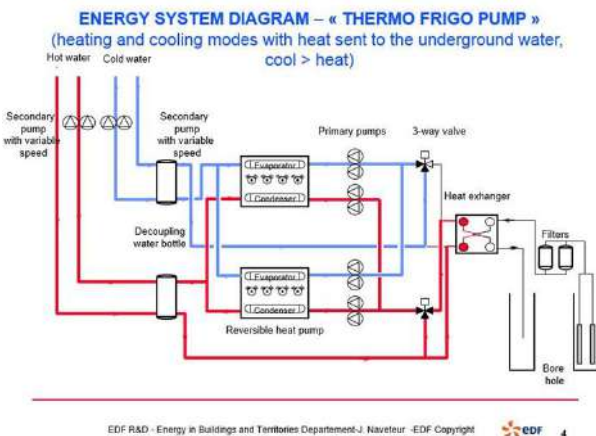 ENERGY SYSTEM DIAGRAM – « THERMO FRIGO PUMP »
(heating and cooling modes with heat sent to the underground water,
cool > heat)
Hot water
Cold water
Secondary
pump
with variable
speed
Secondary
pump
with variable
speed
Primary pumps
3-way valve
Evaporator
Condenser
Heat exhanger
Filters
Decoupling
water bottle
Evaporator
Condenser
Reversible heat pump
Bore
hole
EDF R&D - Energy in Buildings and Territories Departement-J. Naveteur -EDF Copyright
eDF
4